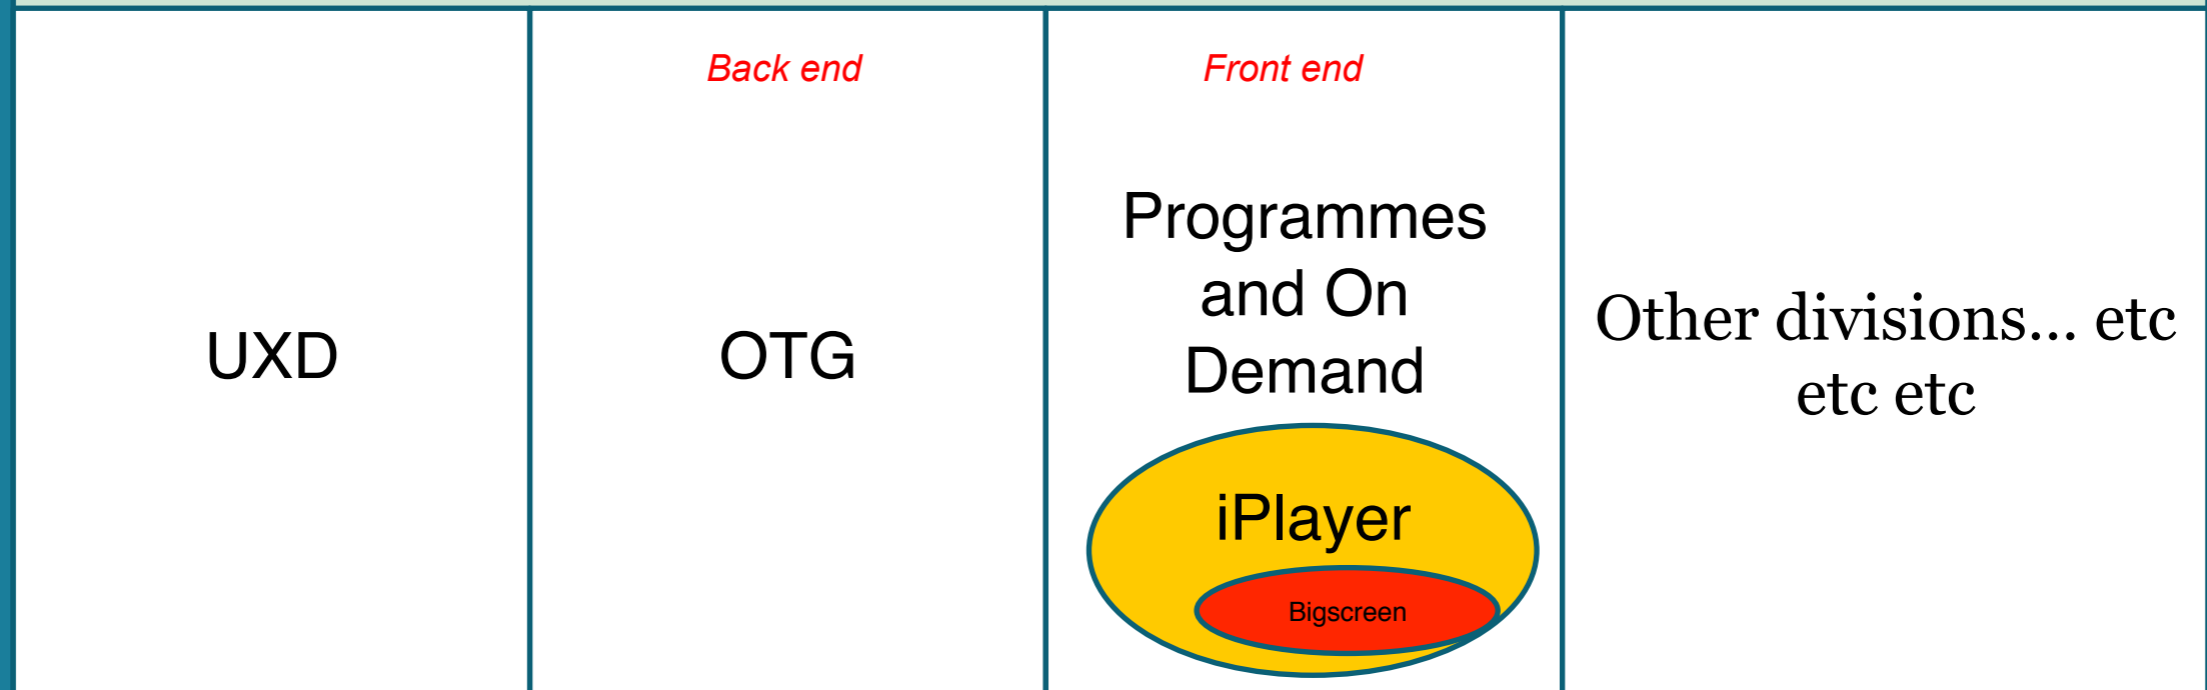 UXD
Back end
OTG
Front end
Programmes
and On
Demand
iPlayer
Bigscreen
Other divisions... etc
etc etc